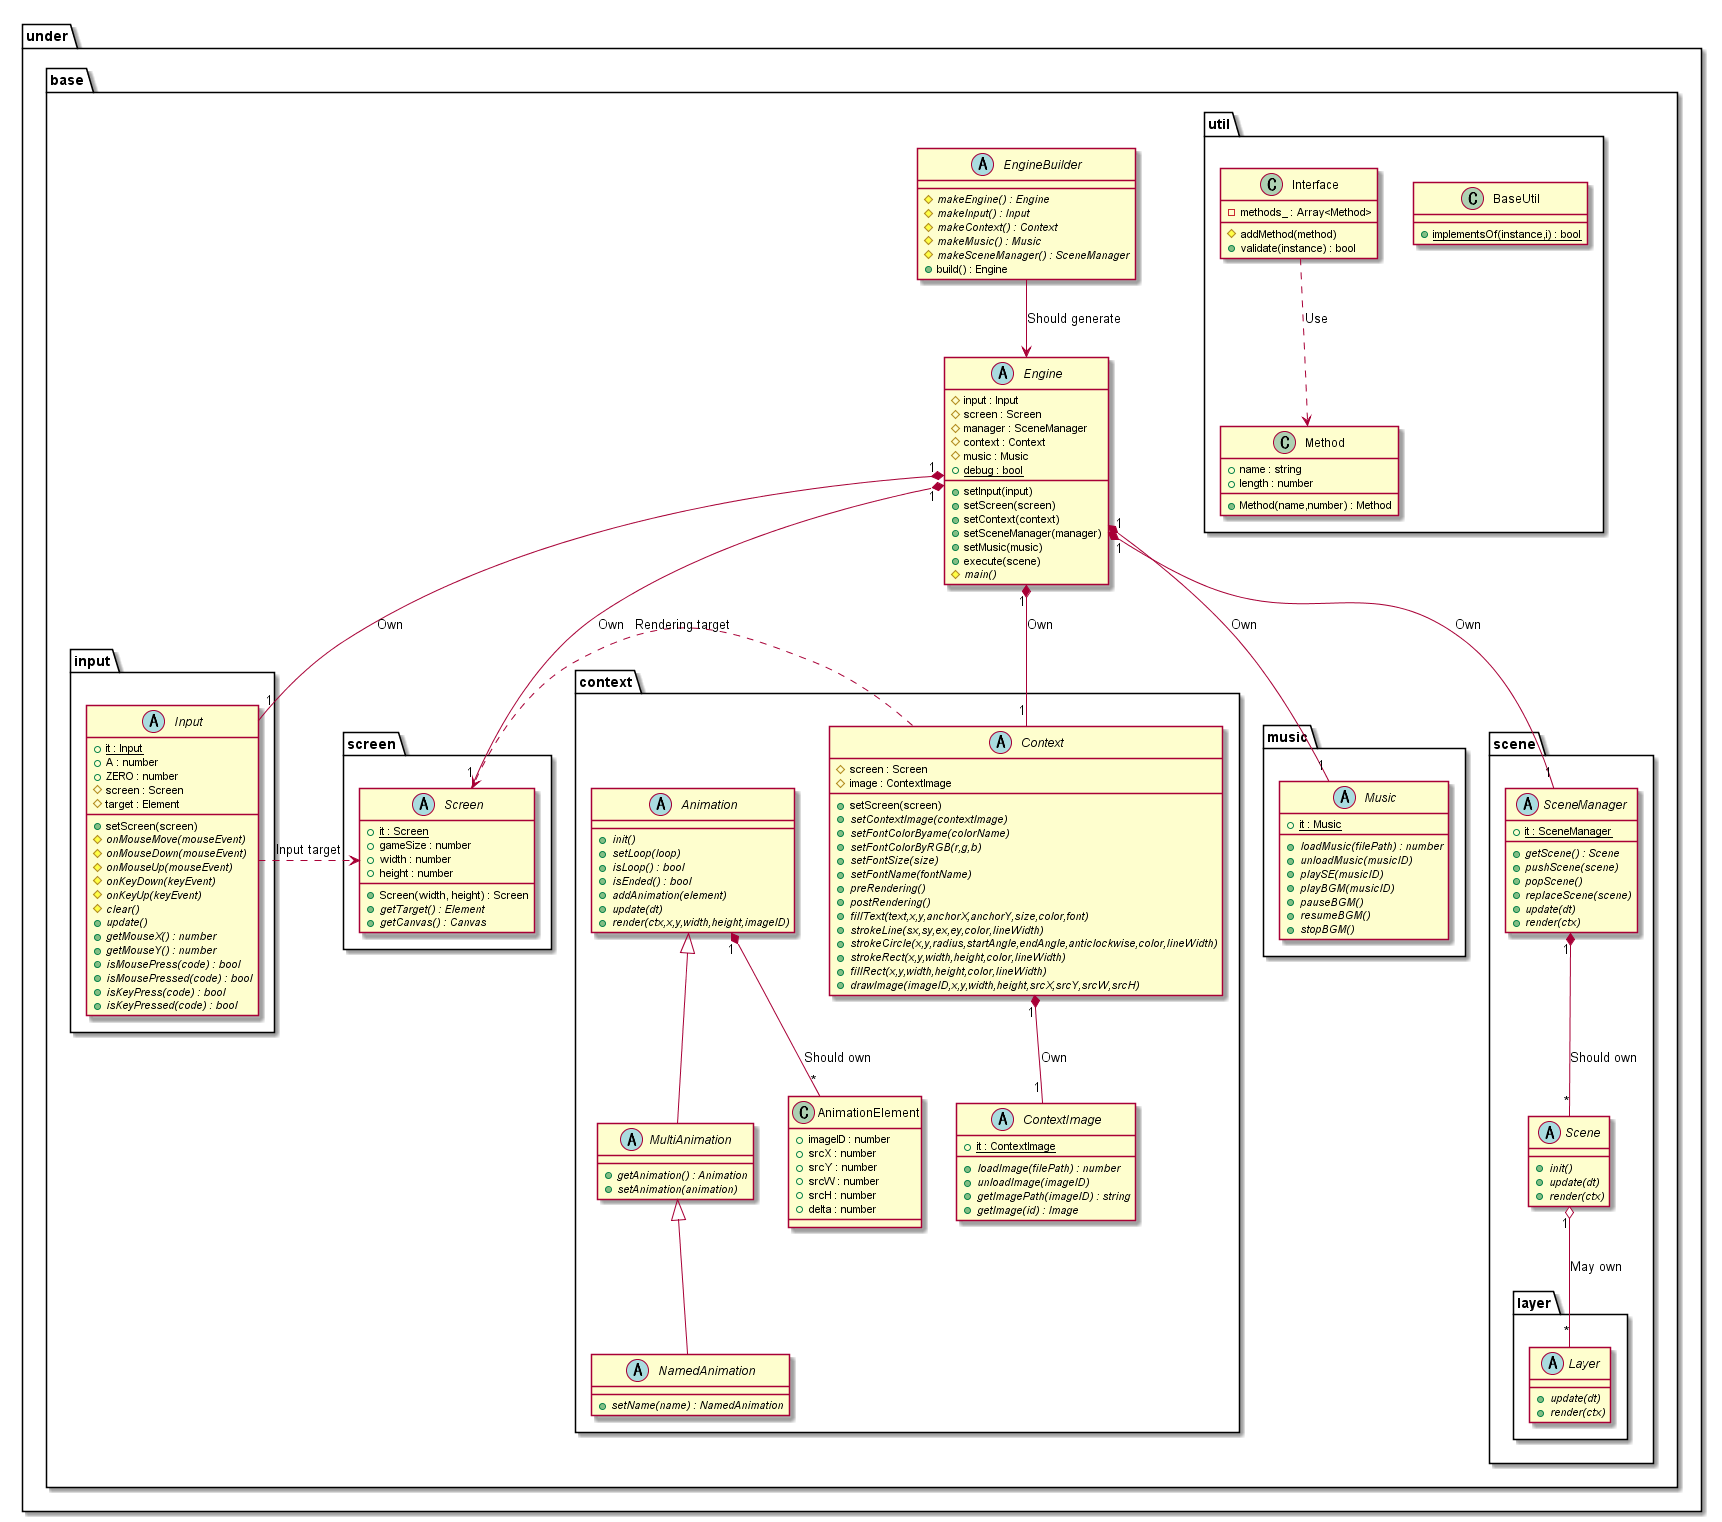 under
base
util
A EngineBuilder
makeEngine() : Engine
makeInput() : Input
makeContext() : Context
makeMusic() : Music
makeSceneManager() : SceneManager
build() : Engine
C Interface
methods_ : Array<Method>
addMethod(method)
validate(instance) : bool
C BaseUtil
implementsOf(instance,i) : bool
Should generate
Use
A Engine
input : Input
screen : Screen
manager : SceneManager
context : Context
music : Music
debug : bool
setInput(input)
setScreen(screen)
setContext(context)
setSceneManager(manager)
setMusic(music)
execute(scene)
main()
C Method
name : string
length : number
Method(name,number) : Method
1
1
1
1
1
Own
Own
Rendering target
Own
Own
Own
input
1
A Input
it : Input
A : number
ZERO : number
screen : Screen
target : Element
setScreen(screen)
onMouseMove(mouseEvent)
onMouseDown(mouseEvent)
onMouseUp(mouseEvent)
onKeyDown(keyEvent)
onKeyUp(keyEvent)
clear()
update()
getMouseX() : number
getMouseY() : number
isMousePress(code) : bool
isMousePressed(code) : bool
isKeyPress(code) : bool
isKeyPressed(code) : bool
Input target
screen
1
A Screen
it : Screen
gameSize : number
width : number
height : number
Screen(width,height) : Screen
getTarget() : Element
getCanvas() : Canvas
context
1
A Animation
init()
setLoop(loop)
isLoop() : bool
isEnded() : bool
addAnimation(element)
update(dt)
render(ctx,x,y,width,height,imageID)
A Context
screen : Screen
image : ContextImage
setScreen(screen)
setContextImage(contextImage)
setFontColorByame(colorName)
setFontColorByRGB(r,g,b)
setFontSize(size)
setFontName(fontName)
preRendering()
postRendering()
fillText(text,x,y,anchorX,anchorY,size,color,font)
strokeLine(sx,sy,ex,ey,color,lineWidth)
strokeCircle(x,y,radius,startAngle,endAngle,anticlockwise,color,lineWidth)
strokeRect(x,y,width,height,color,lineWidth)
fillRect(x,y,width,height,color,lineWidth)
drawImage(imageID,x,y,width,height,srcX,srcY,srcW,srcH)
music
1
A Music
it : Music
loadMusic(filePath) : number
unloadMusic(musicID)
playSE(musicID)
playBGM(musicID)
pauseBGM()
resumeBGM()
stopBGM()
scene
1
A SceneManager
it : SceneManager
getScene() : Scene
pushScene(scene)
popScene()
replaceScene(scene)
update(dt)
render(ctx)
1
Should own
*
1
Own
1
1
Should own
*
A MultiAnimation
getAnimation() : Animation
setAnimation(animation)
C AnimationElement
imageID : number
srcX : number
srcY : number
srcW : number
srcH : number
delta : number
A ContextImage
it : ContextImage
loadImage(filePath) : number
unloadImage(imageID)
getImagePath(imageID) : string
getImage(id) : Image
A Scene
init()
update(dt)
render(ctx)
1
May own
layer
*
A NamedAnimation
setName(name) : NamedAnimation
A Layer
update(dt)
render(ctx)